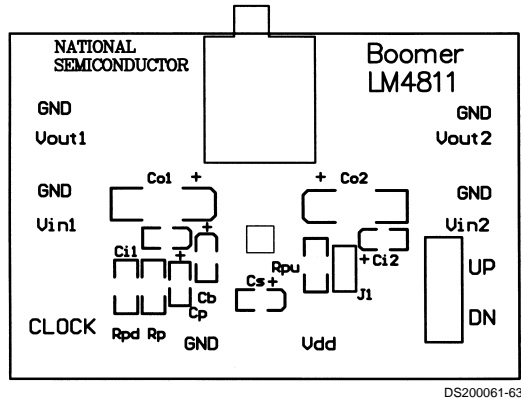 NATIONAL
SEMICONDUCTOR
Boomer
LM4811
GND
GND
Vout1
Vout2
Co1
+
+
Co2
GND
GND
Vin1
+
Vin2
Ci1
+
+
Ci2
Rpu
UP
Cs
+
Cb
J1
Cp
CLOCK
Rpd
Rp
GND
Vdd
DN
DS200061-63